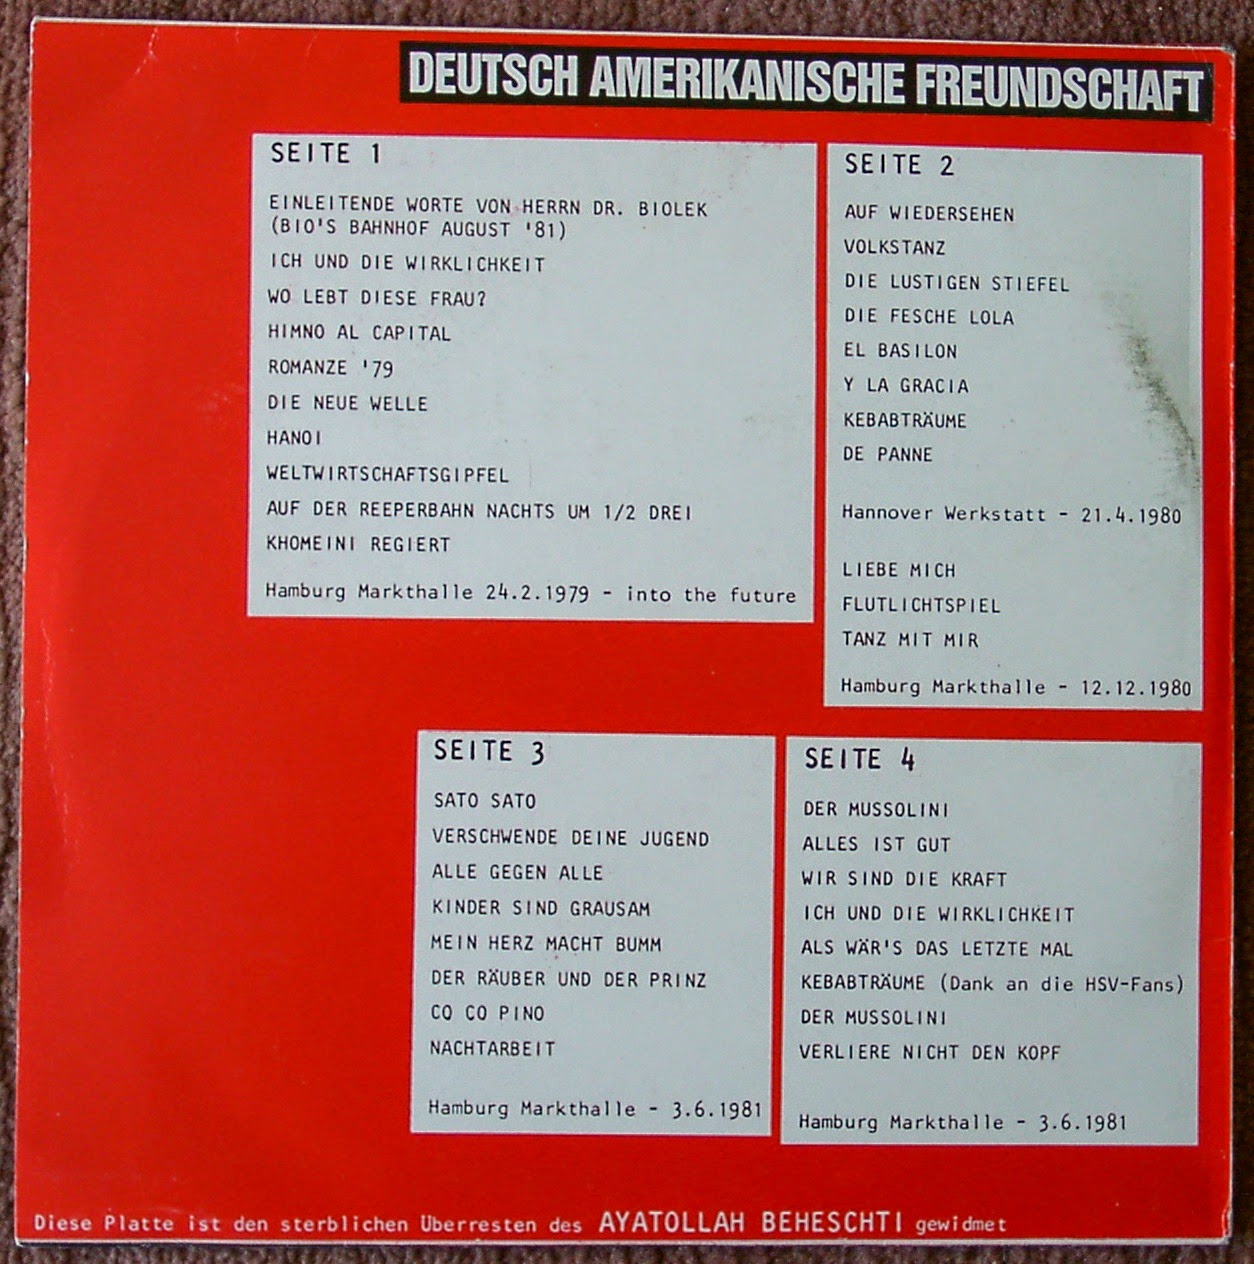 DEUTSCH AMERIKANISCHE FREUNDSCHAFT
SEITE 1
EINLEITENDE WORTE VON HERRN DR. BIOLEK
(BIO'S BAHNHOF AUGUST '81)
ICH UND DIE WIRKLICHKEIT
WO LEBT DIESE FRAU?
HIMNO AL CAPITAL
ROMANZE '79
DIE NEUE WELLE
HANOI
WELTWIRTSCHAFTSGIPFEL
AUF DER REEPERBAHN NACHTS UM 1/2 DREI
KHOMEINI REGIERT
Hamburg Markthalle 24.2.1979 - into the future
SEITE 2
AUF WIEDERSEHEN
VOLKSTANZ
DIE LUSTIGEN STIEFEL
DIE FESCHE LOLA
EL BASILON
Y LA GRACIA
KEBABTRÄUME
DE PANNE
Hannover Werkstatt - 21.4.1980
LIEBE MICH
FLUTLICHTSPIEL
TANZ MIT MIR
Hamburg Markthalle - 12.12.1980
SEITE 3
SATO SATO
VERSCHWENDE DEINE JUGEND
ALLE GEGEN ALLE
KINDER SIND GRAUSAM
MEIN HERZ MACHT BUMM
DER RÄUBER UND DER PRINZ
CO CO PINO
NACHTARBEIT
Hamburg Markthalle - 3.6.1981
SEITE 4
DER MUSSOLINI
ALLES IST GUT
WIR SIND DIE KRAFT
ICH UND DIE WIRKLICHKEIT
ALS WÄR'S DAS LETZTE MAL
KEBABTRÄUME (Dank an die HSV-Fans)
DER MUSSOLINI
VERLIERE NICHT DEN KOPF
Hamburg Markthalle - 3.6.1981
Diese Platte ist den sterblichen Überresten des AYATOLLAH BEHESCHTI gewidmet